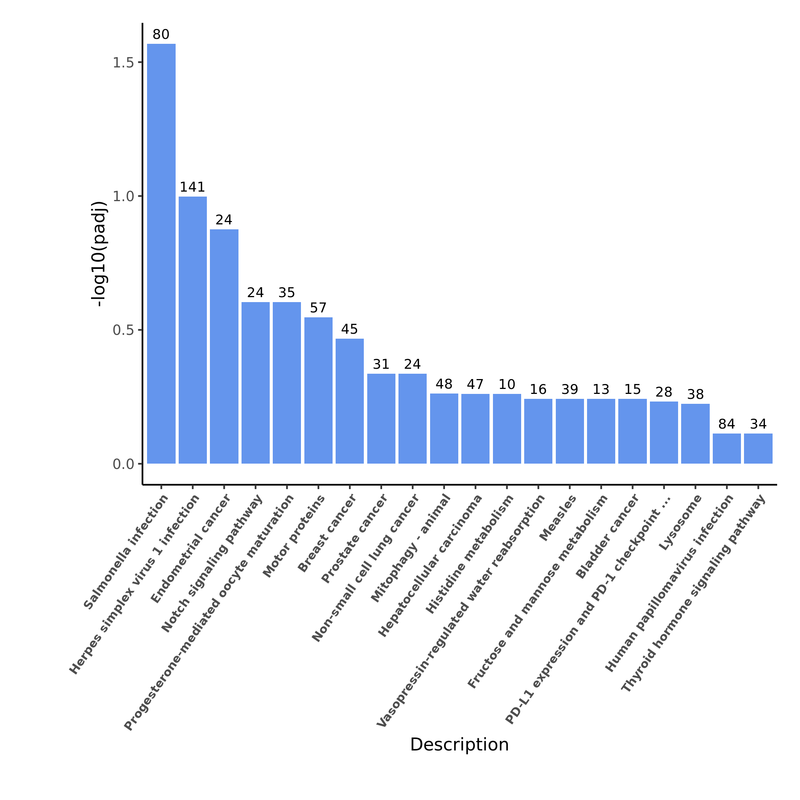 -log10(padj)
1.5
1.0
0.5
0.0
80
141
24
24
35
57
45
31
24
48
47
10
16
39
13
15
28
38
84
34
Salmonella infection
Herpes simplex virus 1 infection
Endometrial cancer
Notch signaling pathway
Progesterone-mediated oocyte maturation
Motor proteins
Breast cancer
Prostate cancer
Non-small cell lung cancer
Mitophagy - animal
Hepatocellular carcinoma
Histidine metabolism
Vasopressin-regulated water reabsorption
Measles
Fructose and mannose metabolism
Bladder cancer
PD-L1 expression and PD-1 checkpoint ...
Lysosome
Human papillomavirus infection
Thyroid hormone signaling pathway
Description